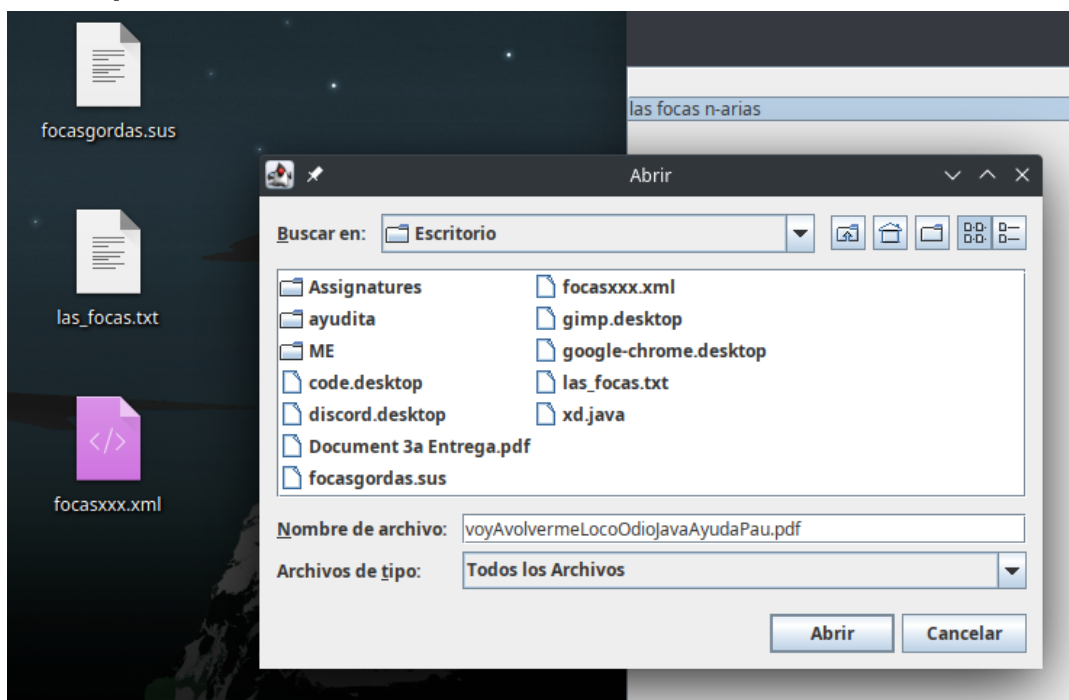 focasgordas.sus
las_focas.txt
focasxxx.xml
las focas n-arias
Abrir
Buscar en:
Escritorio
Assignatures
ayudita
ME
code.desktop
discord.desktop
Document 3a Entrega.pdf
focasgordas.sus
focasxxx.xml
gimp.desktop
google-chrome.desktop
las_focas.txt
xd.java
Nombre de archivo:
voyAvolvermeLocoOdioJavaAyudaPau.pdf
Archivos de tipo:
Todos los Archivos
Abrir
Cancelar